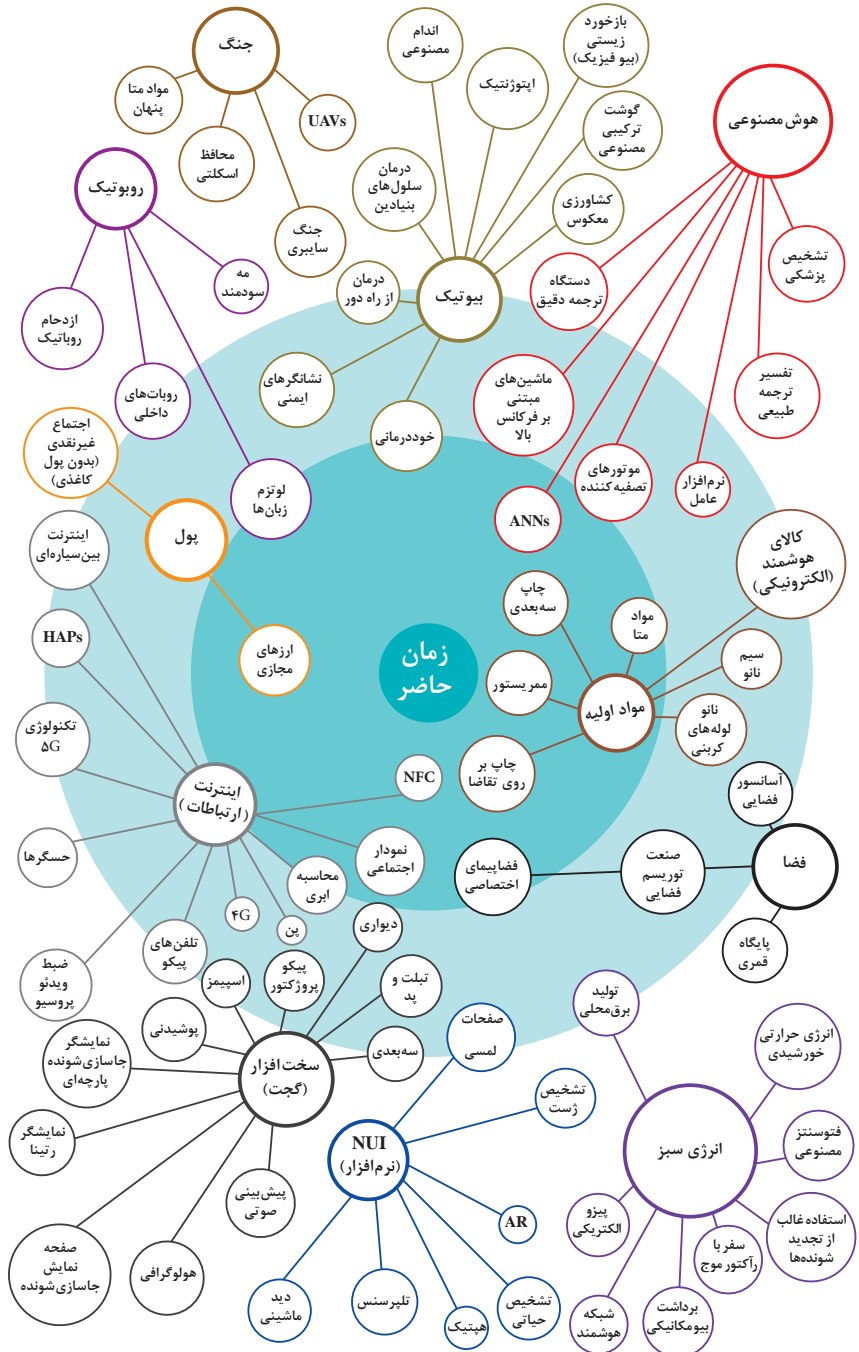 جنگ
مواد متا
پنهان
محافظ
اسکلتی
UAVs
جنگ
سایبری
اندام
مصنوعی
اپتوژنتیک
بازخورد
زیستی
(بیو فیزیک)
گوشت
ترکیبی
مصنوعی
درمان
سلول‌های
بنیادین
کشاورزی
معکوس
درمان
از راه دور
بیوتیک
نشانگرهای
ایمنی
خوددرمانی
هوش مصنوعی
تشخیص
پزشکی
دستگاه
ترجمه دقیق
تفسیر
ترجمه
طبیعی
ماشین‌های
مبتنی
بر فرکانس
بالا
موتورهای
تصفیه کننده
نرم‌افزار
عامل
ANNs
روبوتیک
مه
سودمند
ازدحام
روباتیک
روبات‌های
داخلی
لوتزم
زبان‌ها
اجتماع
غیرنقدی
(بدون پول
کاغذی)
پول
ارزهای
مجازی
کالای
هوشمند
(الکترونیکی)
چاپ
سه‌بعدی
مواد
متا
سیم
نانو
ممریستور
مواد اولیه
نانو
لوله‌های
کربنی
چاپ بر
روی تقاضا
زمان
حاضر
اینترنت
بین‌سیاره‌ای
HAPs
تکنولوژی
۵G
اینترنت
(ارتباطات)
NFC
حسگرها
نمودار
اجتماعی
محاسبه
ابری
۴G
پن
تلفن‌های
پیکو
ضبط
ویدئو
پروسیو
آسانسور
فضایی
فضا
صنعت
توریسم
فضایی
فضاپیمای
اختصاصی
پایگاه
قمری
دیواری
پیکو
پروژکتور
اسپیمز
تبلت و
پد
پوشیدنی
سه‌بعدی
نمایشگر
جاسازی‌شونده
پارچه‌ای
سخت‌افزار
(گجت)
نمایشگر
رتینا
پیش‌بینی
صوتی
هولوگرافی
صفحه
نمایش
جاسازی‌شونده
صفحات
لمسی
تشخیص
ژست
NUI
(نرم‌افزار)
AR
تشخیص
حیاتی
هپتیک
تلپرسنس
دید
ماشینی
تولید
برق‌محلی
انرژی حرارتی
خورشیدی
انرژی سبز
فتوسنتز
مصنوعی
پیزو
الکتریکی
استفاده غالب
از تجدید
شونده‌ها
سفر با
رآکتور موج
برداشت
بیومکانیکی
شبکه
هوشمند